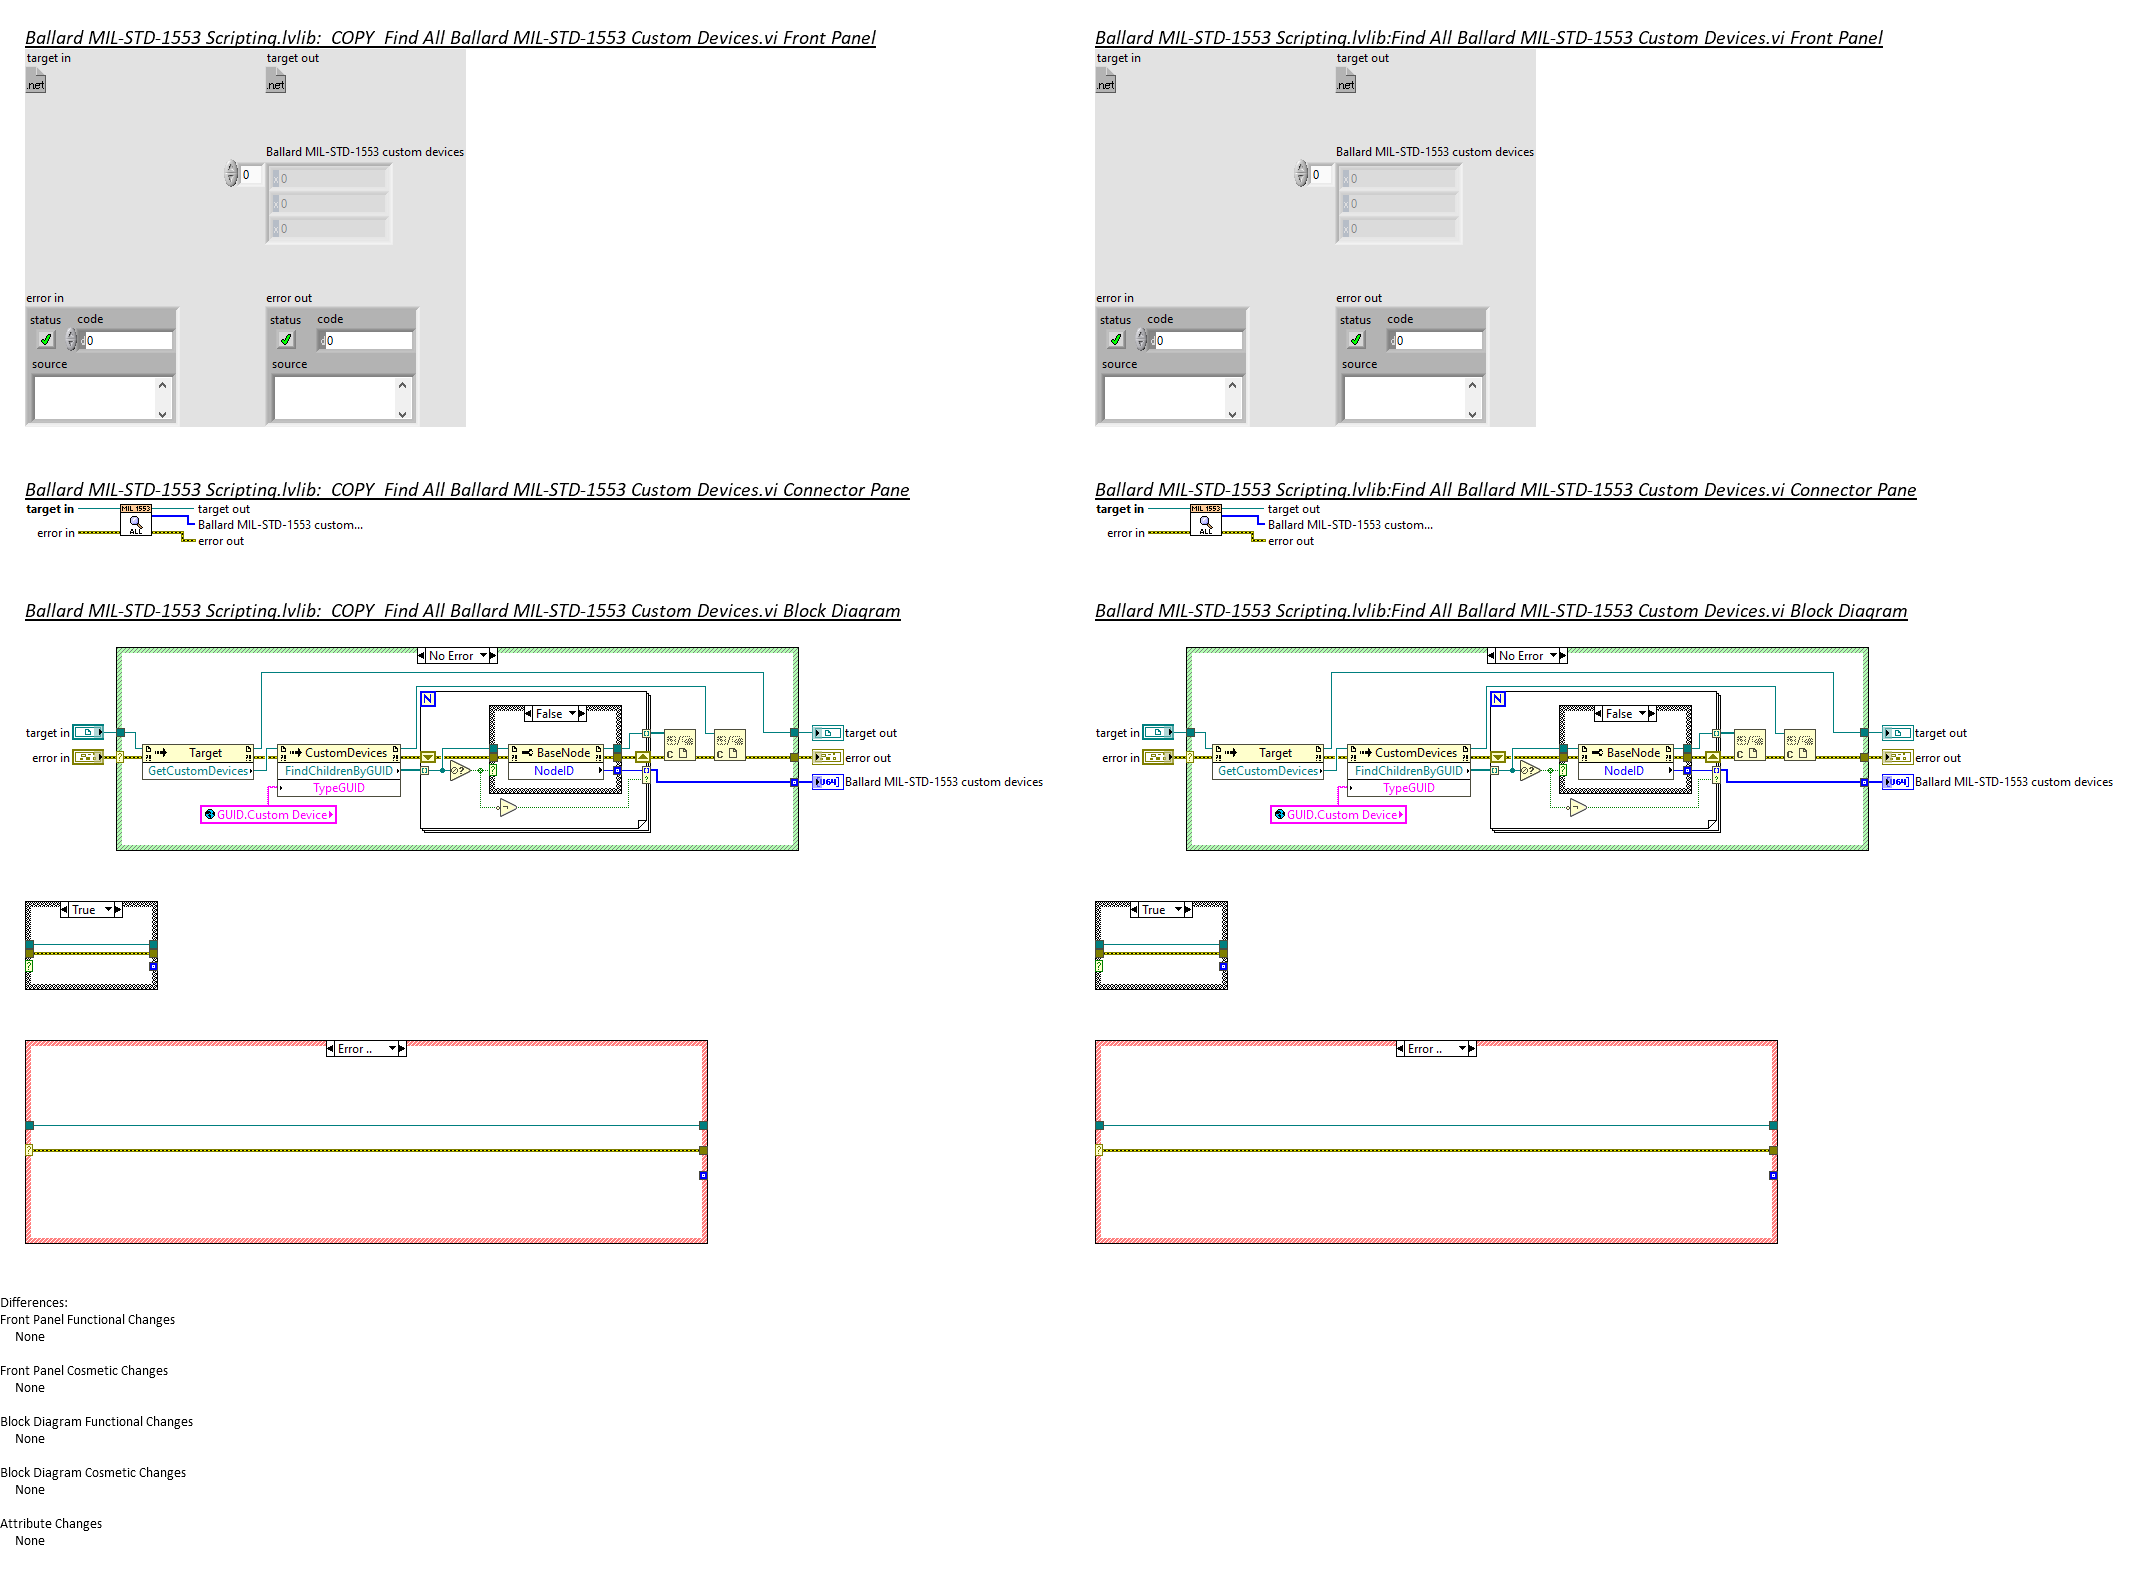 Ballard MIL-STD-1553 Scripting.lvlib:  COPY  Find All Ballard MIL-STD-1553 Custom Devices.vi Front Panel
target in
target out
.net
.net
Ballard MIL-STD-1553 custom devices
0
x 0
x 0
x 0
error in
error out
status code
status code
d 0
d 0
source
source
Ballard MIL-STD-1553 Scripting.lvlib:Find All Ballard MIL-STD-1553 Custom Devices.vi Front Panel
target in
target out
.net
.net
Ballard MIL-STD-1553 custom devices
0
x 0
x 0
x 0
error in
error out
status code
status code
d 0
d 0
source
source
Ballard MIL-STD-1553 Scripting.lvlib:  COPY  Find All Ballard MIL-STD-1553 Custom Devices.vi Connector Pane
target in
MIL 1553
ALL
target out
Ballard MIL-STD-1553 custom...
error in
error out
Ballard MIL-STD-1553 Scripting.lvlib:Find All Ballard MIL-STD-1553 Custom Devices.vi Connector Pane
target in
MIL 1553
ALL
target out
Ballard MIL-STD-1553 custom...
error in
error out
Ballard MIL-STD-1553 Scripting.lvlib:  COPY  Find All Ballard MIL-STD-1553 Custom Devices.vi Block Diagram
No Error
N
False
target in
error in
Target
GetCustomDevices
CustomDevices
FindChildrenByGUID
TypeGUID
GUID.Custom Device
BaseNode
NodeID
target out
error out
U64
Ballard MIL-STD-1553 custom devices
True
Error ..
Ballard MIL-STD-1553 Scripting.lvlib:Find All Ballard MIL-STD-1553 Custom Devices.vi Block Diagram
No Error
N
False
target in
error in
Target
GetCustomDevices
CustomDevices
FindChildrenByGUID
TypeGUID
GUID.Custom Device
BaseNode
NodeID
target out
error out
U64
Ballard MIL-STD-1553 custom devices
True
Error ..
Differences:
Front Panel Functional Changes
None
Front Panel Cosmetic Changes
None
Block Diagram Functional Changes
None
Block Diagram Cosmetic Changes
None
Attribute Changes
None